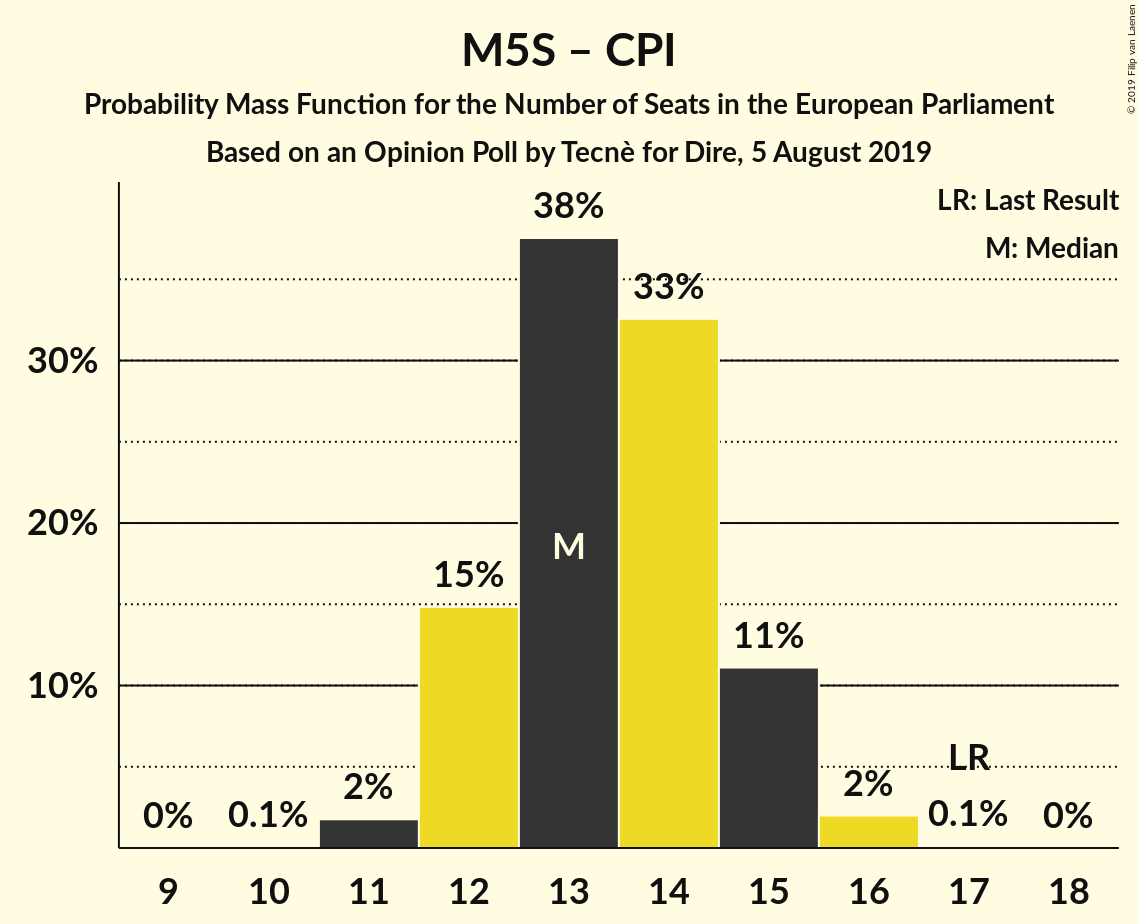 M5S – CPI
Probability Mass Function for the Number of Seats in the European Parliament
Based on an Opinion Poll by Tecnè for Dire, 5 August 2019
© 2019 Filip van Laenen
LR: Last Result
M: Median
30%
20%
10%
0%
0.1%
2%
15%
38%
M
33%
11%
2%
LR
0.1%
0%
9 10 11 12 13 14 15 16 17 18